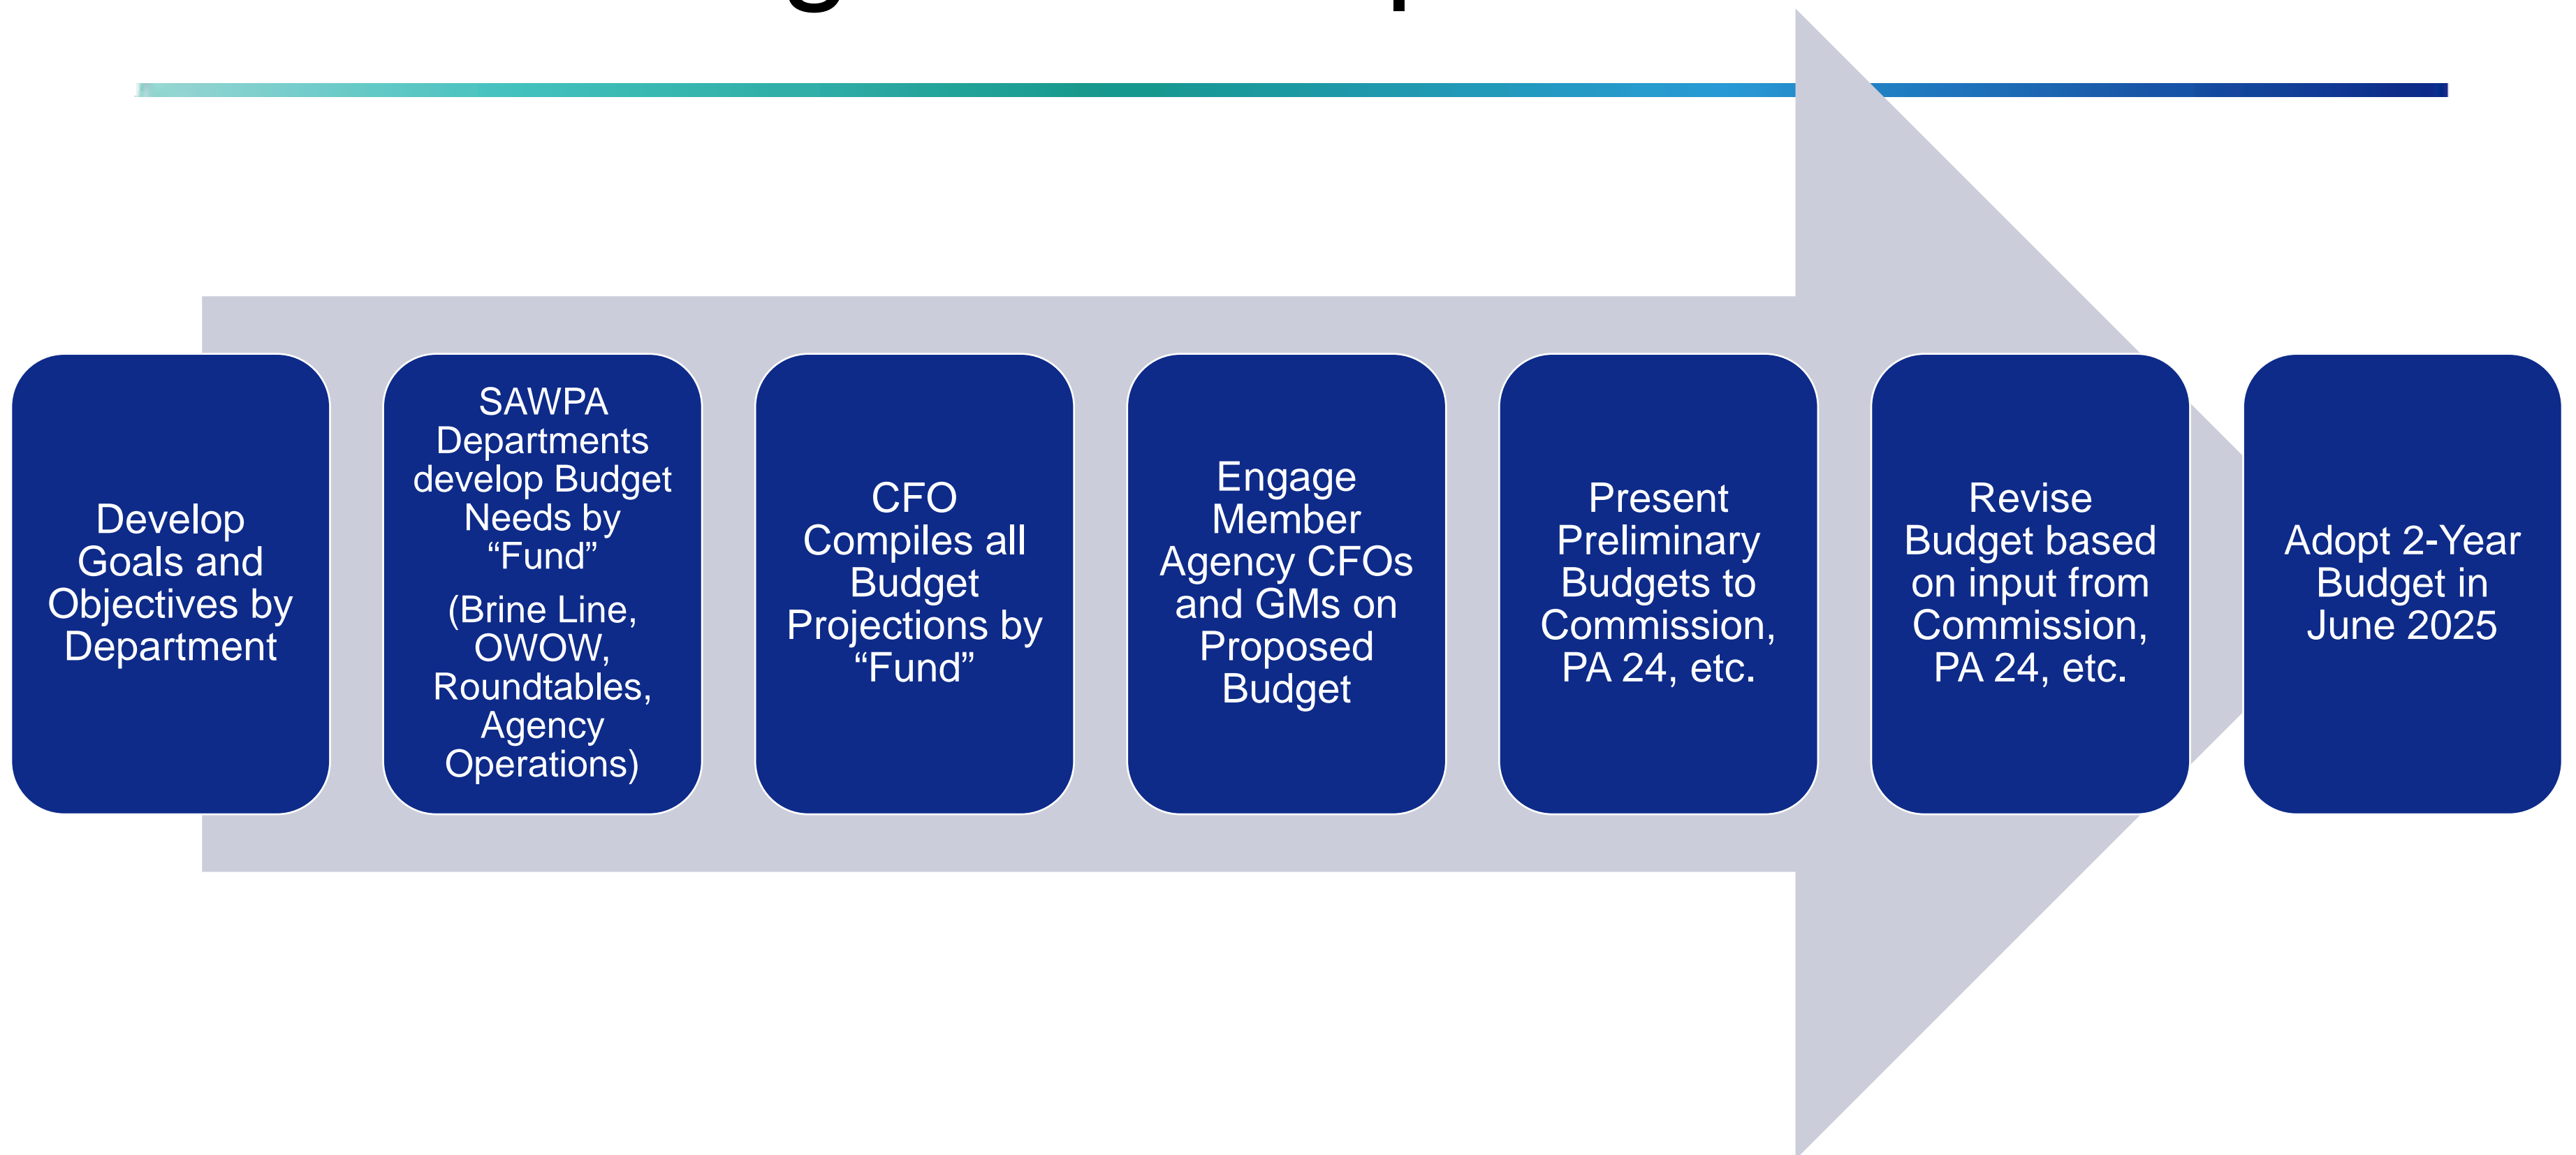 Develop
Goals and
Objectives by
Department
SAWPA
Departments
develop Budget
Needs by
“Fund”
(Brine Line,
OWOW,
Roundtables,
Agency
Operations)
CFO
Compiles all
Budget
Projections by
“Fund”
Engage
Member
Agency CFOs
and GMs on
Proposed
Budget
Present
Preliminary
Budgets to
Commission,
PA 24, etc.
Revise
Budget based
on input from
Commission,
PA 24, etc.
Adopt 2-Year
Budget in
June 2025